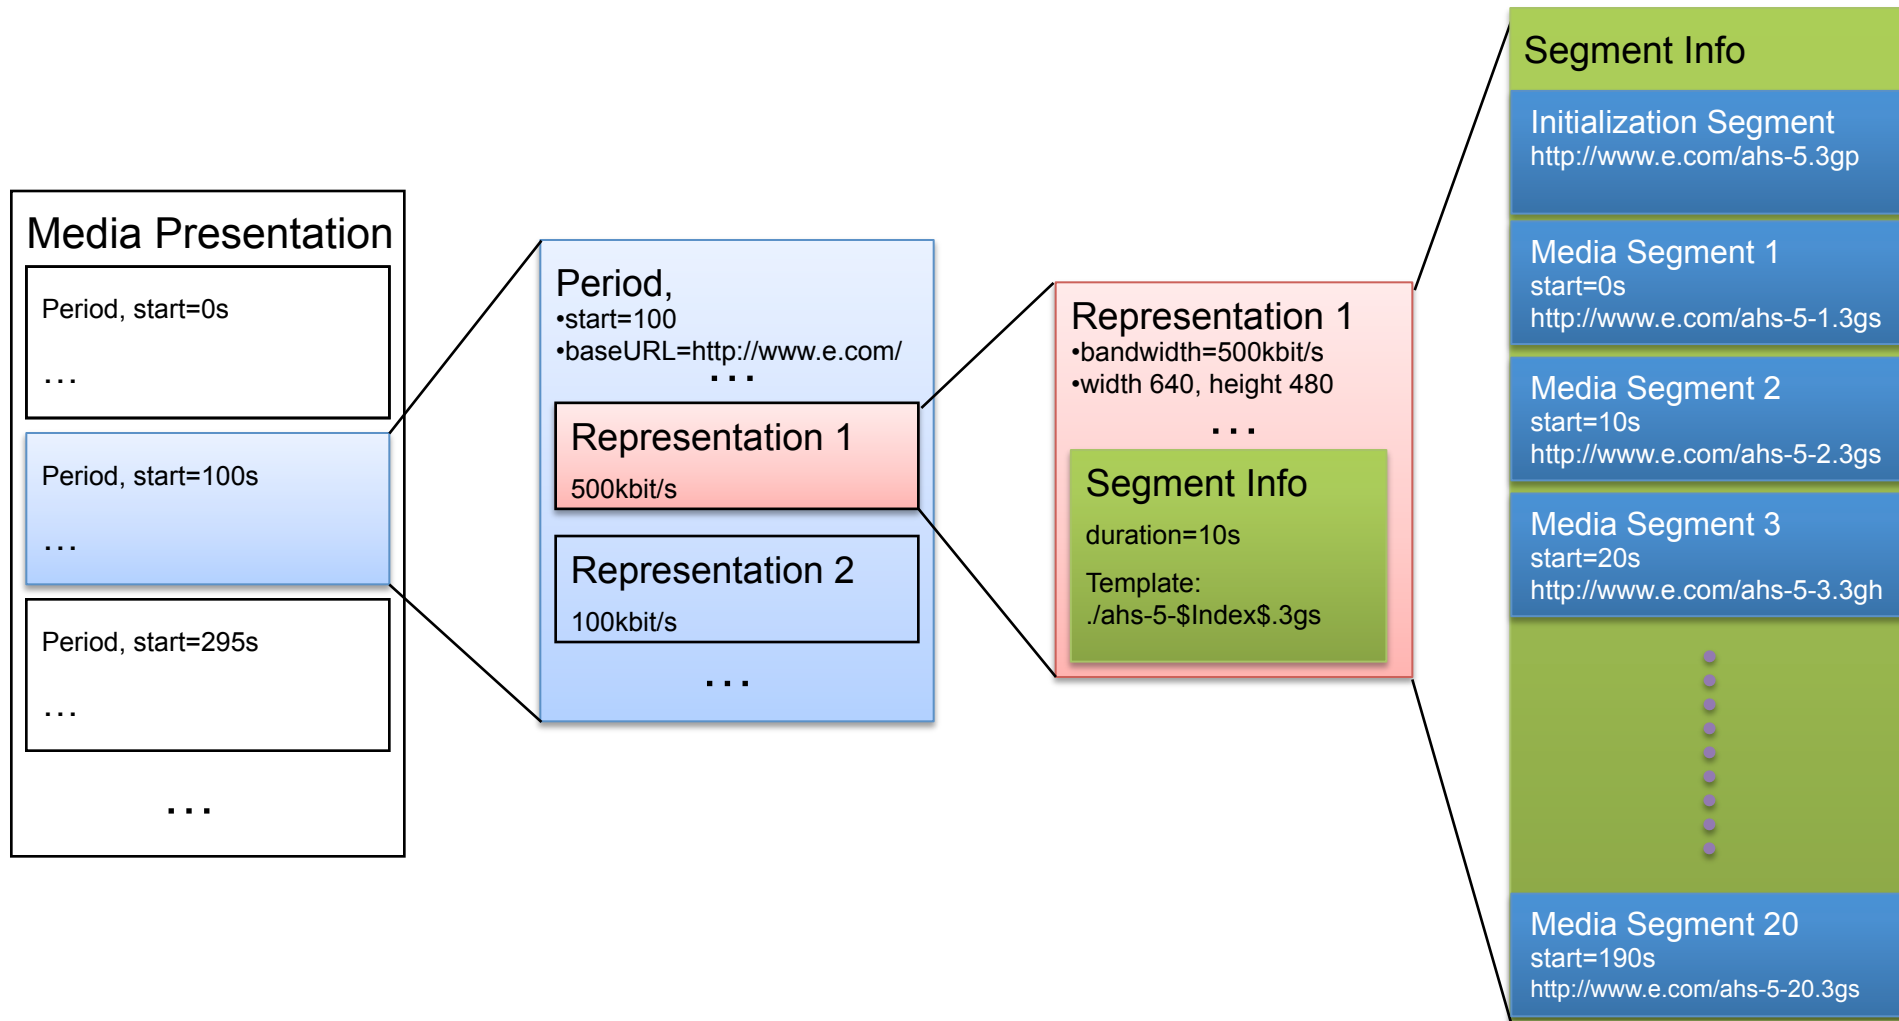 Media Presentation
Period, start=0s
...
Period, start=100s
...
Period, start=295s
...
...
Period,
•start=100
•baseURL=http://www.e.com/
...
Representation 1
500kbit/s
Representation 2
100kbit/s
...
Representation 1
•bandwidth=500kbit/s
•width 640, height 480
...
Segment Info
duration=10s
Template:
./ahs-5-$Index$.3gs
Segment Info
Initialization Segment
http://www.e.com/ahs-5.3gp
Media Segment 1
start=0s
http://www.e.com/ahs-5-1.3gs
Media Segment 2
start=10s
http://www.e.com/ahs-5-2.3gs
Media Segment 3
start=20s
http://www.e.com/ahs-5-3.3gh
Media Segment 20
start=190s
http://www.e.com/ahs-5-20.3gs